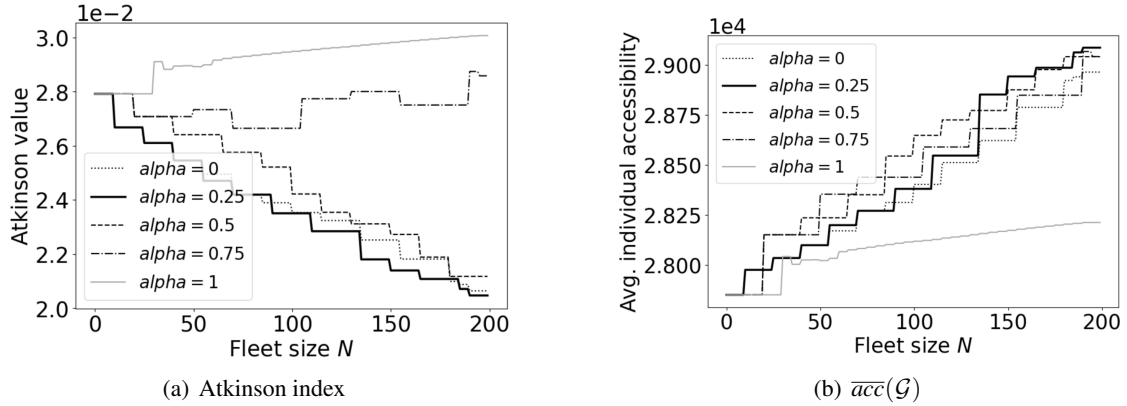 1e−2
3.0
2.8
2.6
2.4
2.2
2.0
Atkinson value
alpha = 0
alpha = 0.25
alpha = 0.5
alpha = 0.75
alpha = 1
0 50 100 150 200
Fleet size N
(a) Atkinson index
1e4
2.900
2.875
2.850
2.825
2.800
Avg. individual accessibility
alpha = 0
alpha = 0.25
alpha = 0.5
alpha = 0.75
alpha = 1
0 50 100 150 200
Fleet size N
(b) \overline{acc}(𝒢)